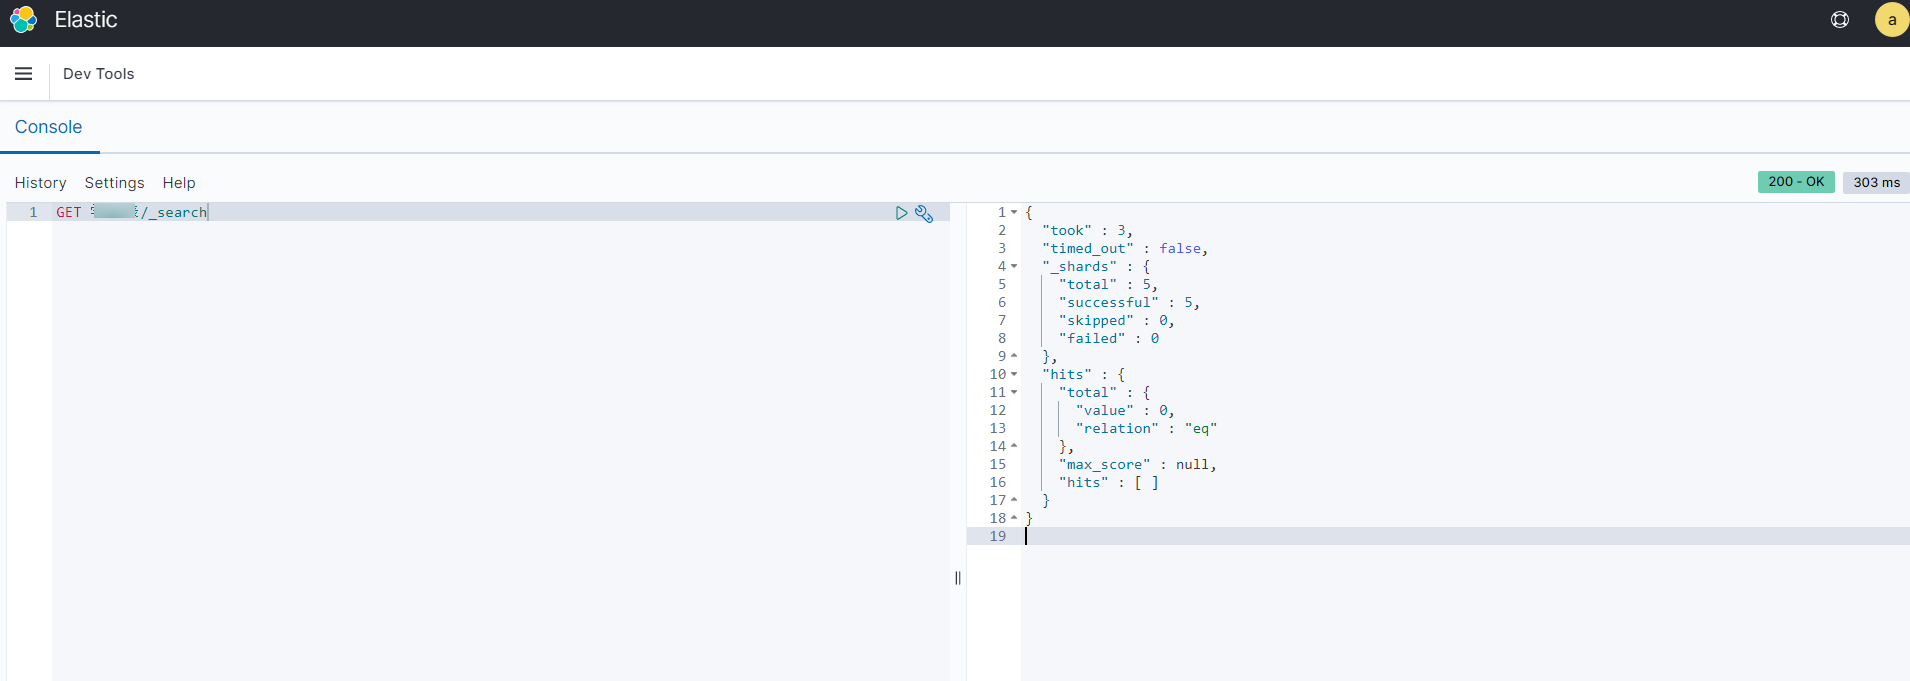 Elastic
a
Dev Tools
Console
History Settings Help
200 - OK 303 ms
1 GET /_search
1 {
2 "took" : 3,
3 "timed_out" : false,
4 "_shards" : {
5 "total" : 5,
6 "successful" : 5,
7 "skipped" : 0,
8 "failed" : 0
9 },
10 "hits" : {
11 "total" : {
12 "value" : 0,
13 "relation" : "eq"
14 },
15 "max_score" : null,
16 "hits" : [ ]
17 }
18 }
19